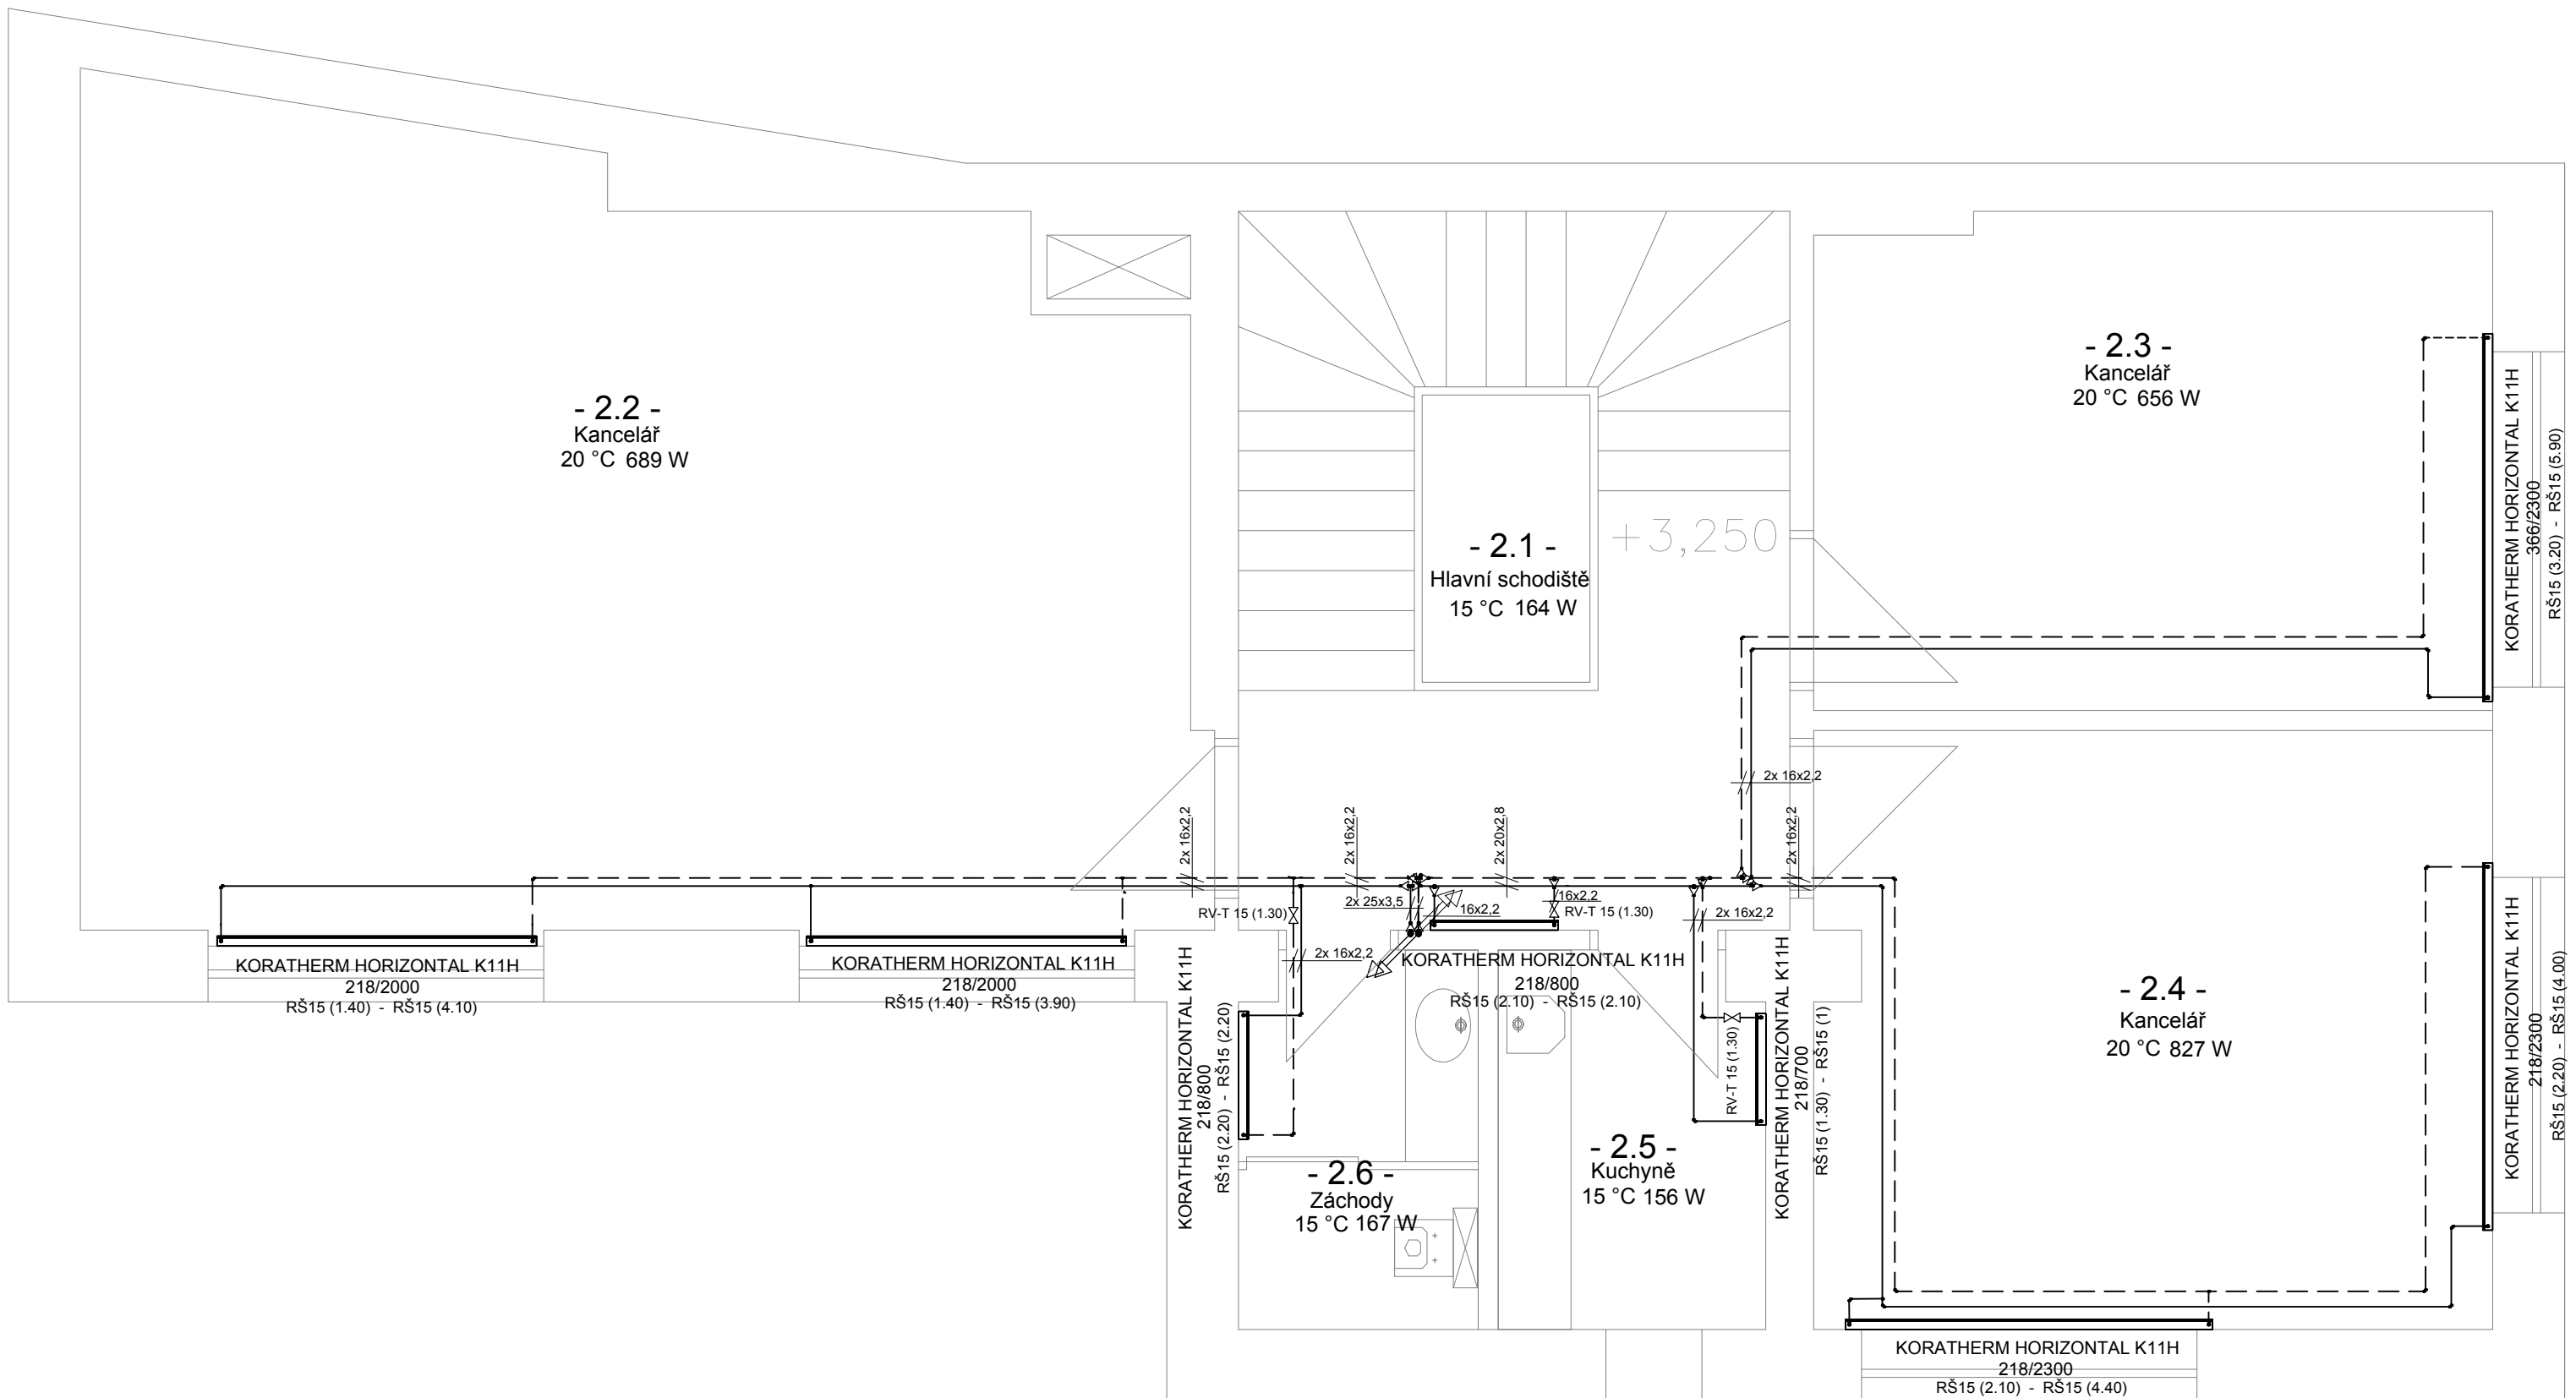 - 2.2 -
Kancelář
20 °C 689 W
- 2.1 -
Hlavní schodiště
15 °C 164 W
+3,250
- 2.3 -
Kancelář
20 °C 656 W
KORATHERM HORIZONTAL K11H
366/2300
RŠ15 (3.20) - RŠ15 (5.90)
2x 16x2,2
2x 16x2,2
2x 16x2,2
2x 20x2,8
2x 16x2,2
RV-T 15 (1.30)
2x 25x3,5
16x2,2
16x2,2
RV-T 15 (1.30)
2x 16x2,2
2x 16x2,2
KORATHERM HORIZONTAL K11H
218/2000
RŠ15 (1.40) - RŠ15 (4.10)
KORATHERM HORIZONTAL K11H
218/2000
RŠ15 (1.40) - RŠ15 (3.90)
KORATHERM HORIZONTAL K11H
218/800
RŠ15 (2.20) - RŠ15 (2.20)
KORATHERM HORIZONTAL K11H
218/800
RŠ15 (2.10) - RŠ15 (2.10)
RV-T 15 (1.30)
KORATHERM HORIZONTAL K11H
218/700
RŠ15 (1.30) - RŠ15 (1)
- 2.4 -
Kancelář
20 °C 827 W
KORATHERM HORIZONTAL K11H
218/2300
RŠ15 (2.20) - RŠ15 (4.00)
- 2.6 -
Záchody
15 °C 167 W
- 2.5 -
Kuchyně
15 °C 156 W
KORATHERM HORIZONTAL K11H
218/2300
RŠ15 (2.10) - RŠ15 (4.40)